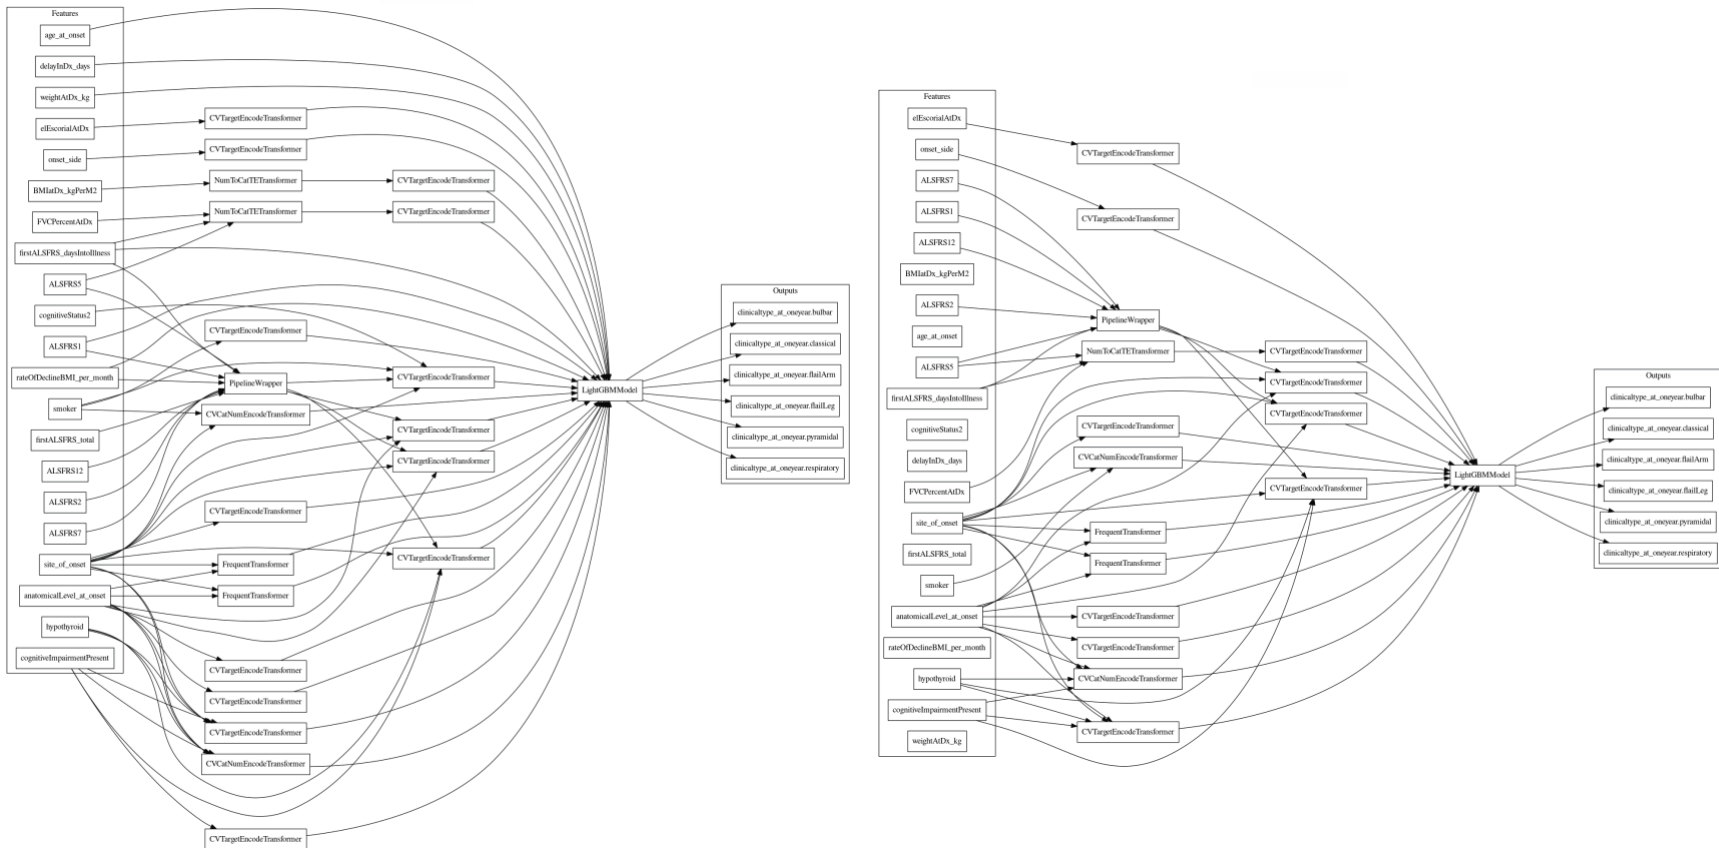 Features
age_at_onset
delayInDx_days
weightAtDx_kg
elEscorialAtDx
onset_side
BMIatDx_kgPerM2
FVCPercentAtDx
firstALSFRS_daysIntoIllness
ALSFRS5
cognitiveStatus2
ALSFRS1
rateOfDeclineBMI_per_month
smoker
firstALSFRS_total
ALSFRS12
ALSFRS2
ALSFRS7
site_of_onset
anatomicalLevel_at_onset
hypothyroid
cognitiveImpairmentPresent
CVTargetEncodeTransformer
CVTargetEncodeTransformer
NumToCatTETransformer
NumToCatTETransformer
CVTargetEncodeTransformer
PipelineWrapper
CVCatNumEncodeTransformer
CVTargetEncodeTransformer
FrequentTransformer
FrequentTransformer
CVTargetEncodeTransformer
CVTargetEncodeTransformer
CVTargetEncodeTransformer
CVCatNumEncodeTransformer
CVTargetEncodeTransformer
CVTargetEncodeTransformer
CVTargetEncodeTransformer
CVTargetEncodeTransformer
CVTargetEncodeTransformer
CVTargetEncodeTransformer
CVTargetEncodeTransformer
LightGBMModel
Outputs
clinicaltype_at_oneyear.bulbar
clinicaltype_at_oneyear.classical
clinicaltype_at_oneyear.flailArm
clinicaltype_at_oneyear.flailLeg
clinicaltype_at_oneyear.pyramidal
clinicaltype_at_oneyear.respiratory
Features
elEscorialAtDx
onset_side
ALSFRS7
ALSFRS1
ALSFRS12
BMIatDx_kgPerM2
ALSFRS2
age_at_onset
ALSFRS5
firstALSFRS_daysIntoIllness
cognitiveStatus2
delayInDx_days
FVCPercentAtDx
site_of_onset
firstALSFRS_total
smoker
anatomicalLevel_at_onset
rateOfDeclineBMI_per_month
hypothyroid
cognitiveImpairmentPresent
weightAtDx_kg
CVTargetEncodeTransformer
CVTargetEncodeTransformer
PipelineWrapper
NumToCatTETransformer
CVTargetEncodeTransformer
CVCatNumEncodeTransformer
FrequentTransformer
FrequentTransformer
CVTargetEncodeTransformer
CVTargetEncodeTransformer
CVCatNumEncodeTransformer
CVTargetEncodeTransformer
CVTargetEncodeTransformer
CVTargetEncodeTransformer
CVTargetEncodeTransformer
CVTargetEncodeTransformer
LightGBMModel
Outputs
clinicaltype_at_oneyear.bulbar
clinicaltype_at_oneyear.classical
clinicaltype_at_oneyear.flailArm
clinicaltype_at_oneyear.flailLeg
clinicaltype_at_oneyear.pyramidal
clinicaltype_at_oneyear.respiratory